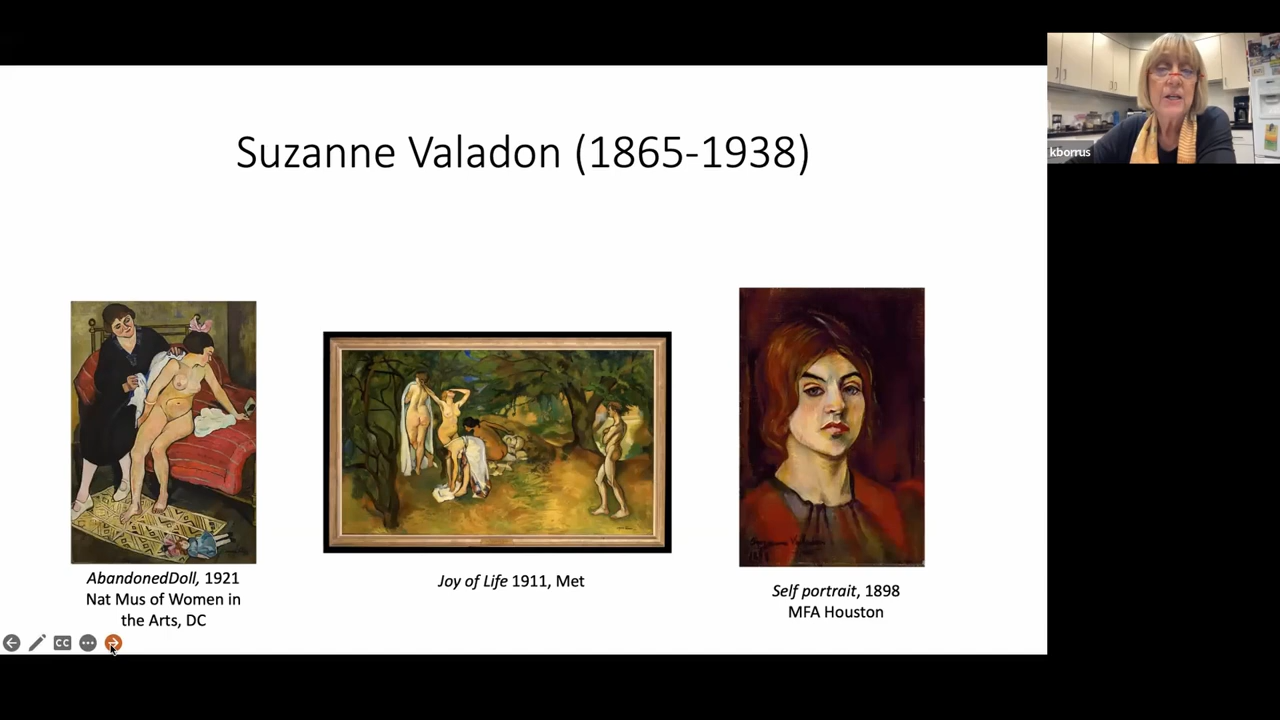 Suzanne Valadon (1865-1938)
kborrus
AbandonedDoll, 1921
Nat Mus of Women in
the Arts, DC
Joy of Life 1911, Met
Self portrait, 1898
MFA Houston
CC